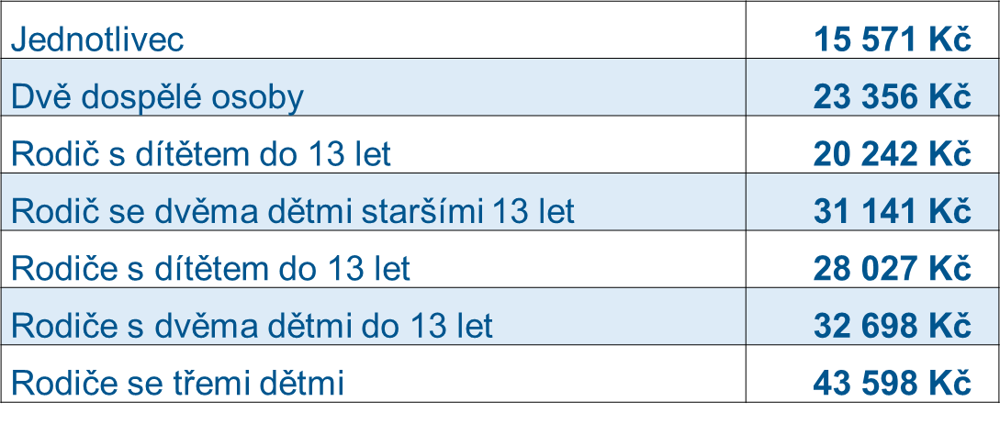 Jednotlivec 15 571 Kč
Dvě dospělé osoby 23 356 Kč
Rodič s dítětem do 13 let 20 242 Kč
Rodič se dvěma dětmi staršími 13 let 31 141 Kč
Rodiče s dítětem do 13 let 28 027 Kč
Rodiče s dvěma dětmi do 13 let 32 698 Kč
Rodiče se třemi dětmi 43 598 Kč